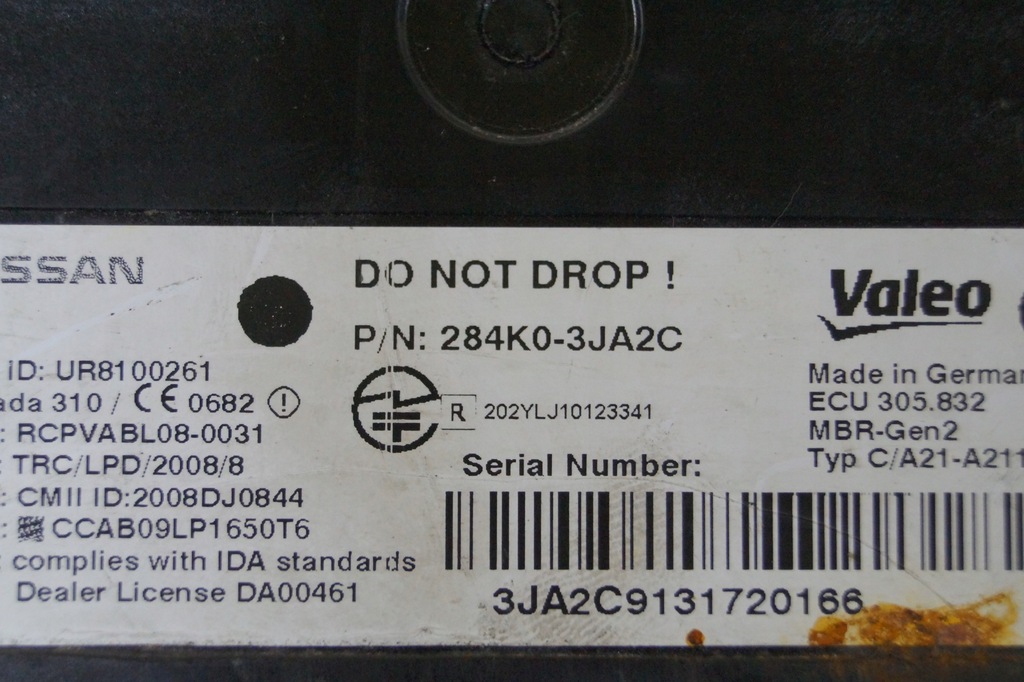 SSAN
DO NOT DROP !
Valeo
P/N: 284K0-3JA2C
ID: UR8100261
ada 310 / CE 0682
R 202YLJ10123341
: RCPVABL08-0031
: TRC/LPD/2008/8
: CMII ID:2008DJ0844
: CCAB09LP1650T6
: complies with IDA standards
Dealer License DA00461
Serial Number:
3JA2C9131720166
Made in Germa
ECU 305.832
MBR-Gen2
Typ C/A21-A211